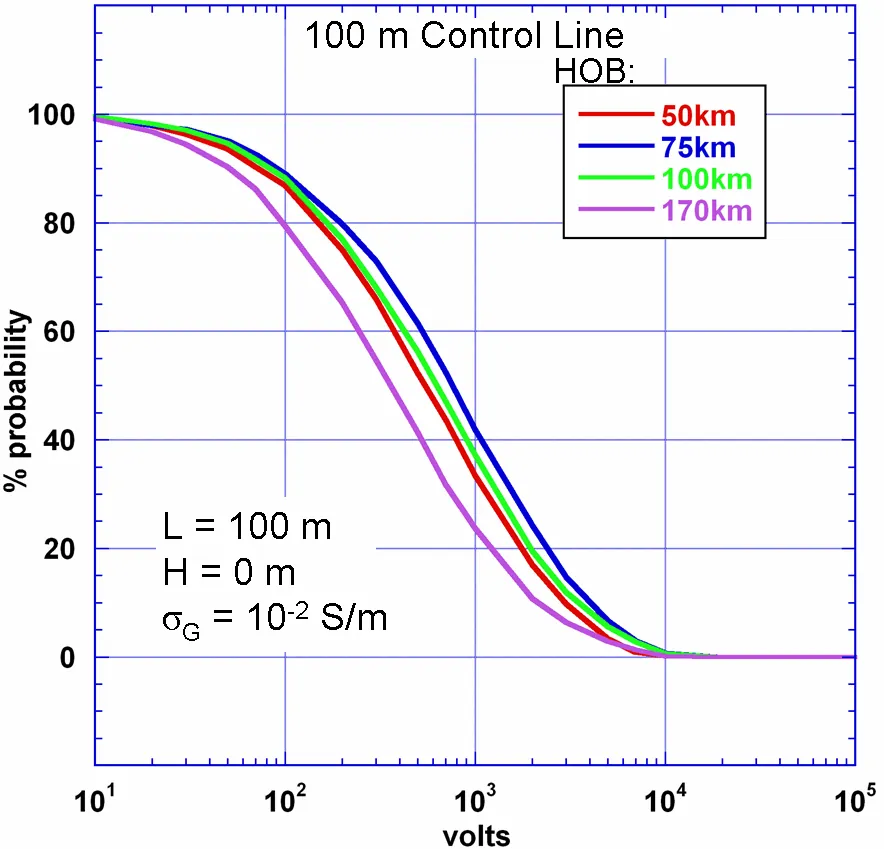 100 m Control Line
HOB:
50km
75km
100km
170km
% probability
100
80
60
40
20
0
L = 100 m
H = 0 m
σG = 10-2 S/m
10¹ 10² 10³ 10⁴ 10⁵
volts